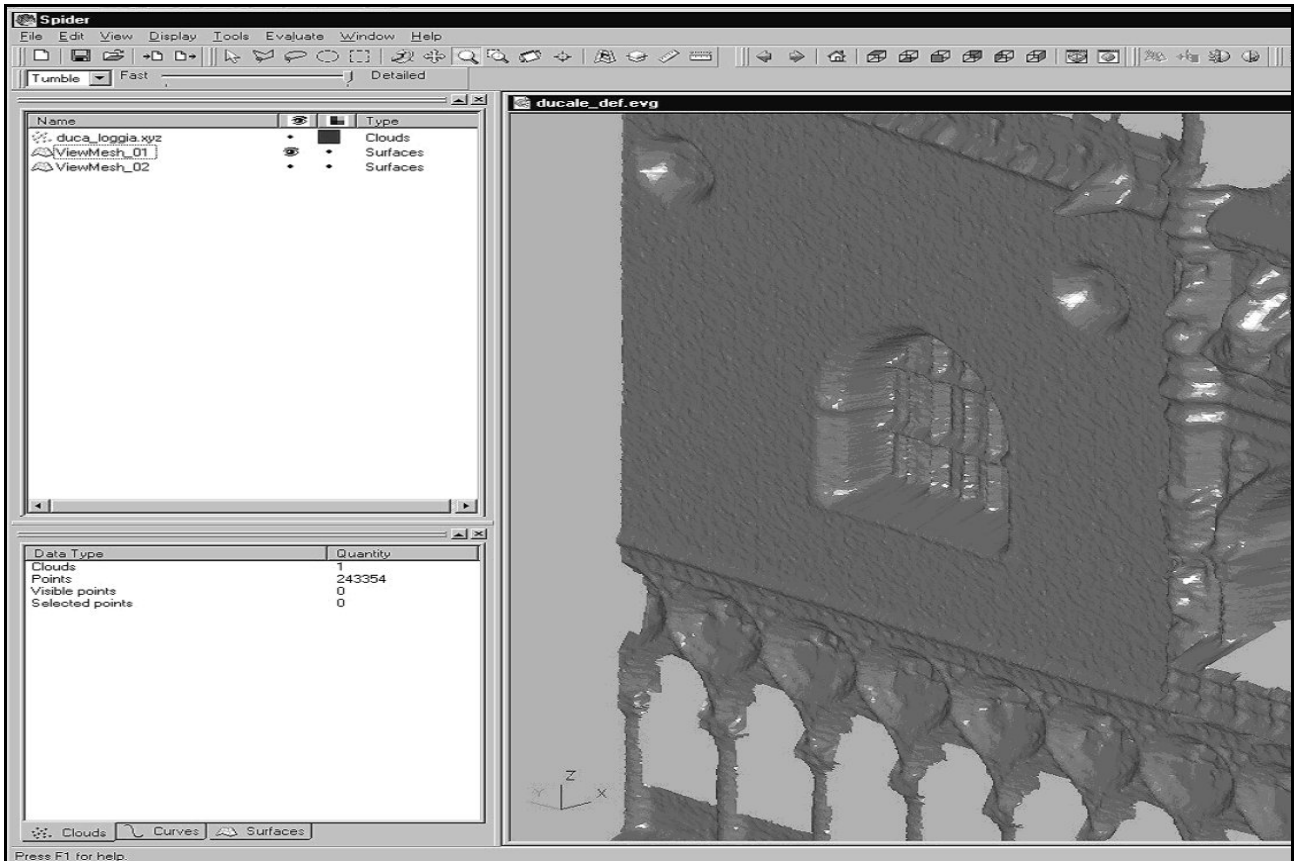 Spider
File Edit View Display Tools Evaluate Window Help
Tumble Fast Detailed
ducale_def.evg
Name Type
duca_loggia.xyz Clouds
ViewMesh_01 Surfaces
ViewMesh_02 Surfaces
Data Type Quantity
Clouds 1
Points 243354
Visible points 0
Selected points 0
Z
Y X
Clouds Curves Surfaces
Press F1 for help.